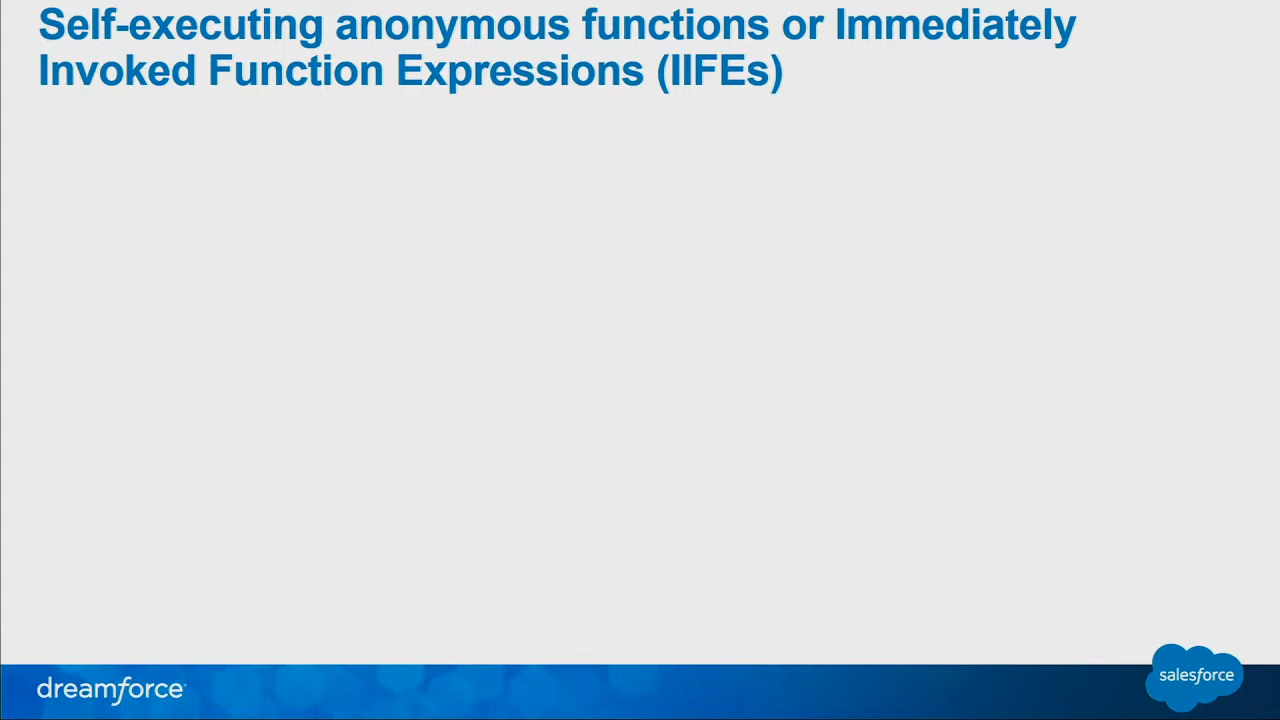 Self-executing anonymous functions or Immediately
Invoked Function Expressions (IIFEs)
dreamforce
salesforce